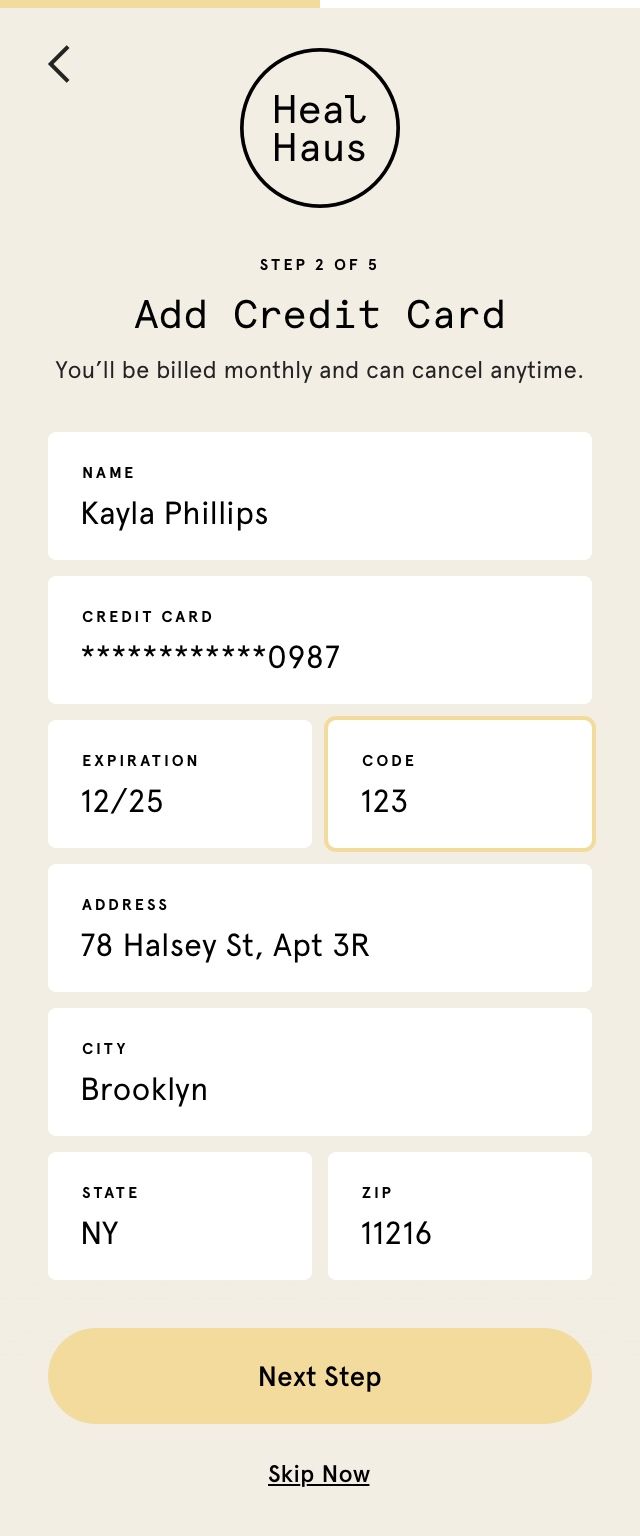 Heal
Haus
STEP 2 OF 5
Add Credit Card
You’ll be billed monthly and can cancel anytime.
NAME
Kayla Phillips
CREDIT CARD
************0987
EXPIRATION
CODE
12/25
123
ADDRESS
78 Halsey St, Apt 3R
CITY
Brooklyn
STATE
ZIP
NY
11216
Next Step
Skip Now